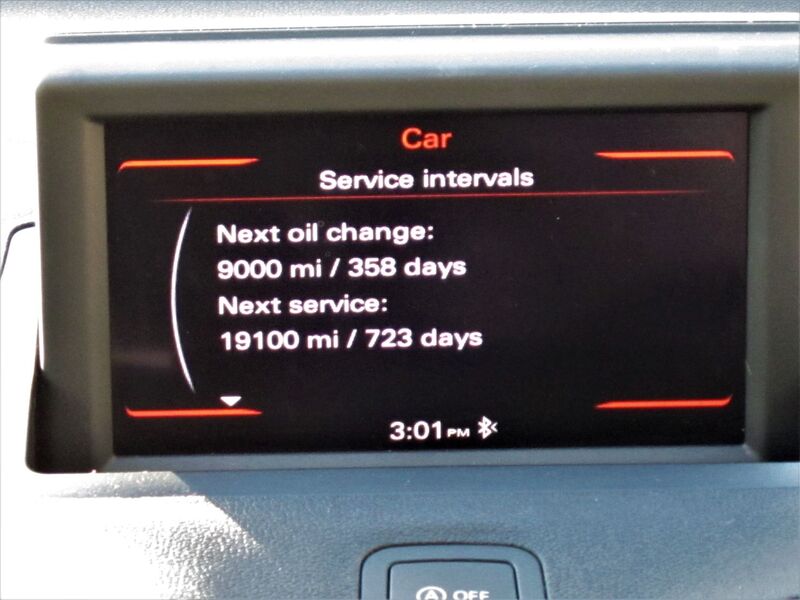 Car
Service intervals
Next oil change:
9000 mi / 358 days
Next service:
19100 mi / 723 days
3:01 PM
A OFF